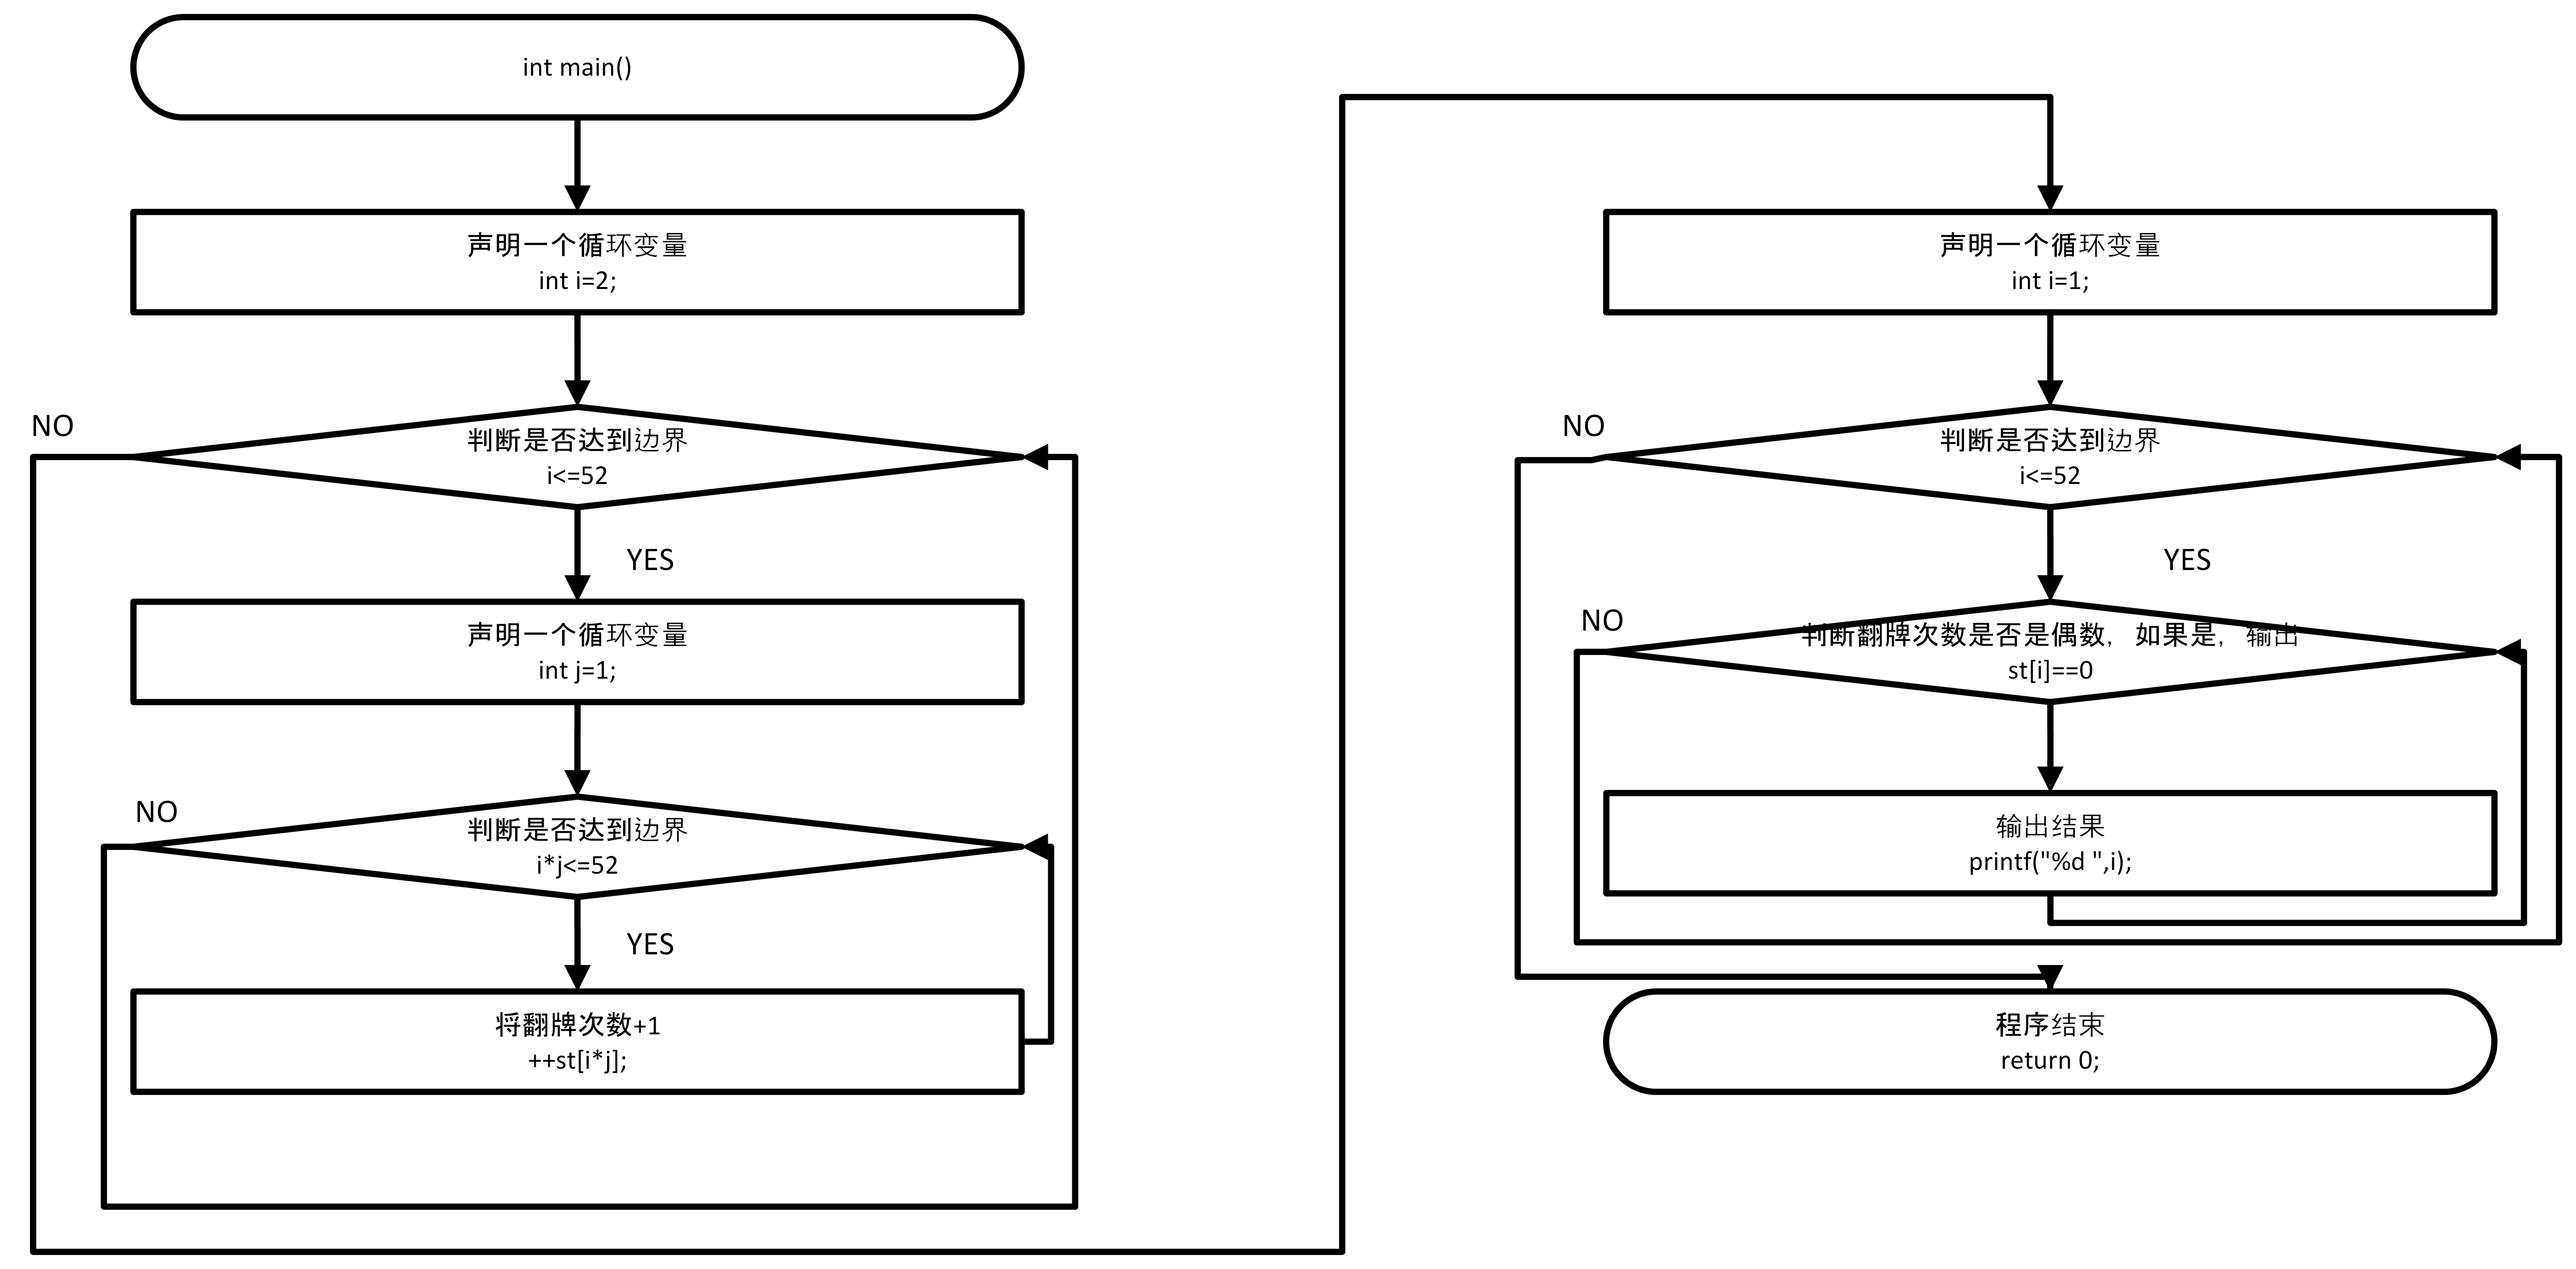 int main()
声明一个循环变量
int i=2;
NO
判断是否达到边界
i<=52
YES
声明一个循环变量
int j=1;
NO
判断是否达到边界
i*j<=52
YES
将翻牌次数+1
++st[i*j];
声明一个循环变量
int i=1;
NO
判断是否达到边界
i<=52
YES
NO
判断翻牌次数是否是偶数，如果是，输出
st[i]==0
输出结果
printf("%d ",i);
程序结束
return 0;